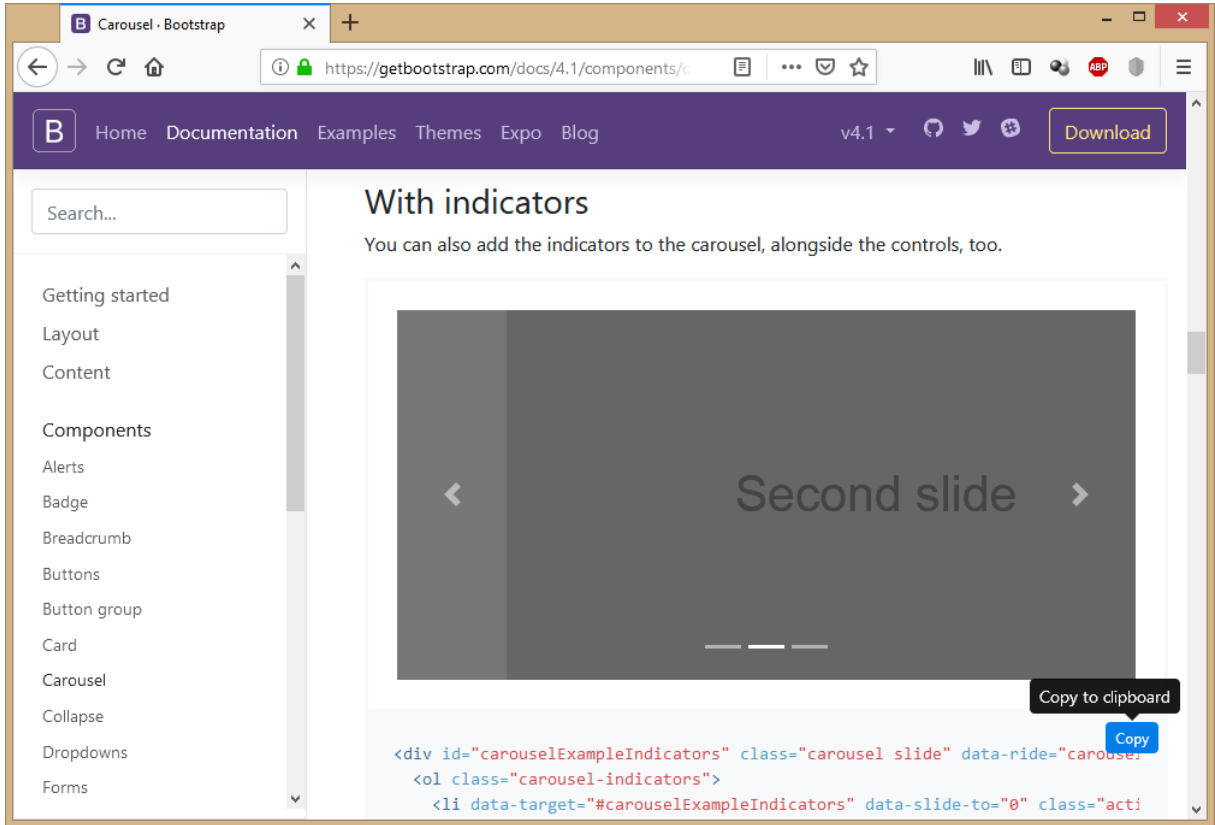 B Carousel · Bootstrap
https://getbootstrap.com/docs/4.1/components/c
ABP
B Home Documentation Examples Themes Expo Blog v4.1 Download
Search...
Getting started
Layout
Content
Components
Alerts
Badge
Breadcrumb
Buttons
Button group
Card
Carousel
Collapse
Dropdowns
Forms
With indicators
You can also add the indicators to the carousel, alongside the controls, too.
Second slide
Copy to clipboard
Copy
<div id="carouselExampleIndicators" class="carousel slide" data-ride="carousel
<ol class="carousel-indicators">
<li data-target="#carouselExampleIndicators" data-slide-to="0" class="acti